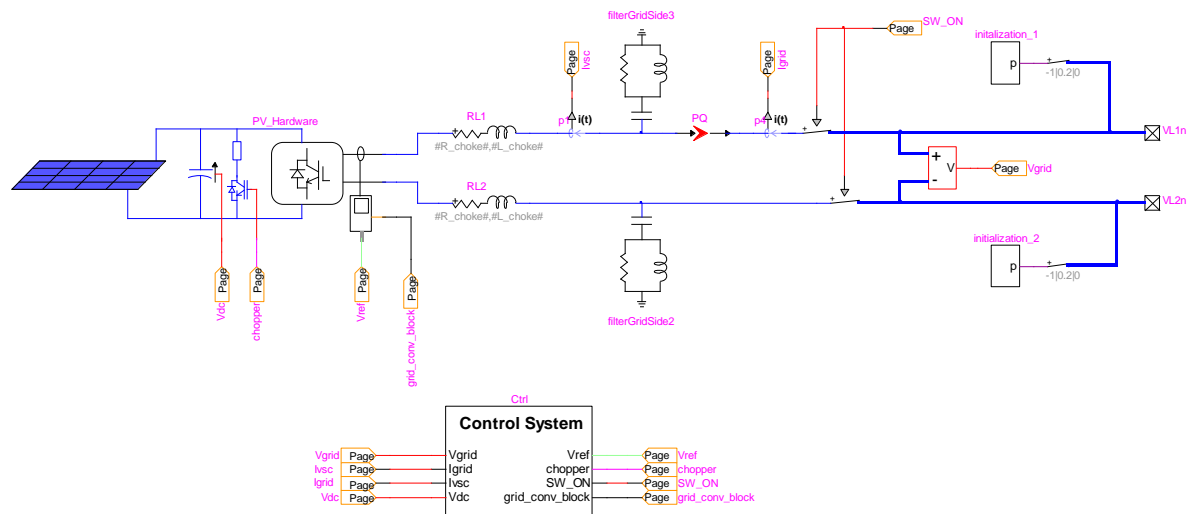 filterGridSide3
SW_ON
Page
initalization_1
p
+
-1|0.2|0
Page
Ivsc
Page
Igrid
PV_Hardware
RL1
+
#R_choke#,#L_choke#
p1
i(t)
PQ
p4
i(t)
+
VL1n
+
-
V
Page
Vgrid
RL2
+
#R_choke#,#L_choke#
+
VL2n
initialization_2
p
+
-1|0.2|0
Page
Vdc
Page
chopper
Page
Vref
Page
grid_conv_block
filterGridSide2
Ctrl
Control System
Vgrid Page Vgrid Vref Page Vref
Ivsc Page Igrid chopper Page chopper
Igrid Page Ivsc SW_ON Page SW_ON
Vdc Page Vdc grid_conv_block Page grid_conv_block